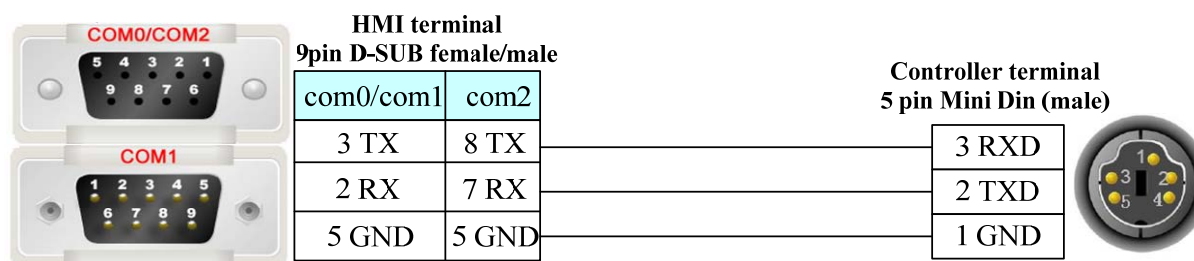 COM0/COM2
5 4 3 2 1
9 8 7 6
COM1
1 2 3 4 5
6 7 8 9
HMI terminal
9pin D-SUB female/male
com0/com1 com2
3 TX 8 TX
2 RX 7 RX
5 GND 5 GND
Controller terminal
5 pin Mini Din (male)
3 RXD
2 TXD
1 GND
1
3 2
5 4